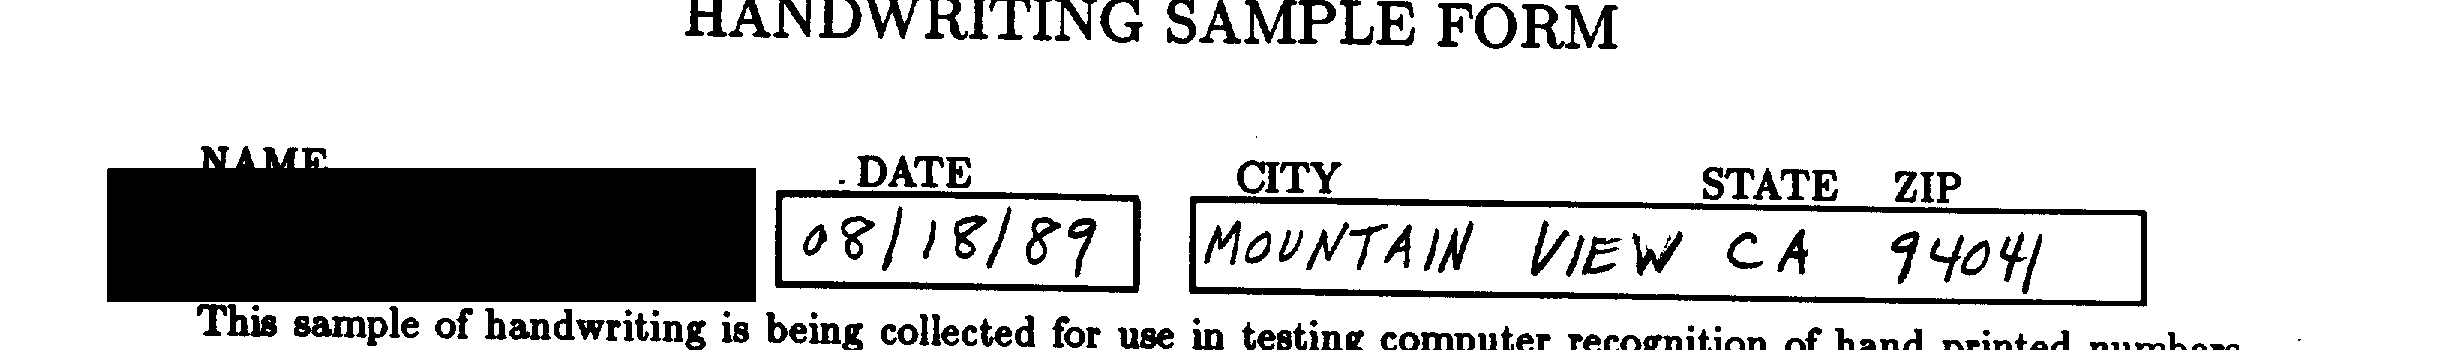 HANDWRITING SAMPLE FORM
NAME DATE CITY STATE ZIP
08/18/89 MOUNTAIN VIEW CA 94041
This sample of handwriting is being collected for use in testing computer recognition of hand printed numbers